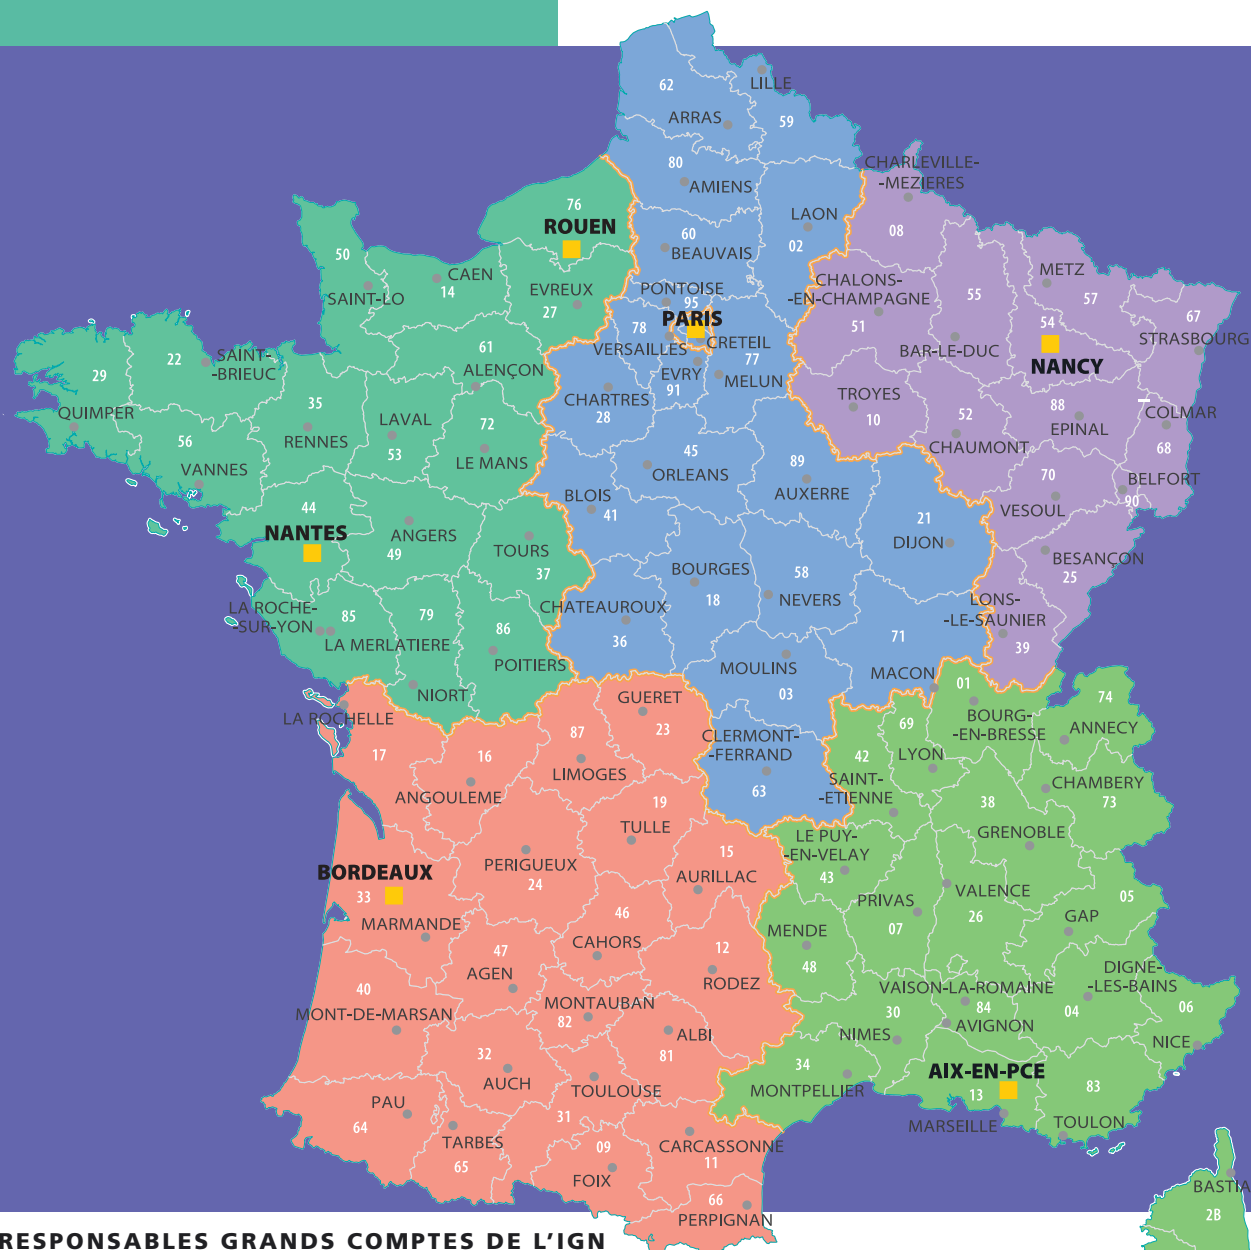 62
LILLE
ARRAS
59
80
AMIENS
CHARLEVILLE-
-MEZIERES
76
ROUEN
LAON
02
60
BEAUVAIS
08
50
SAINT-LO
CAEN
14
EVREUX
27
PONTOISE
95
PARIS
78
VERSAILLES
CRETEIL
77
EVRY
91
MELUN
CHALONS-
-EN-CHAMPAGNE
51
55
BAR-LE-DUC
METZ
57
54
NANCY
67
STRASBOURG
29
QUIMPER
22
SAINT-
-BRIEUC
56
VANNES
35
RENNES
61
ALENÇON
LAVAL
53
72
LE MANS
CHARTRES
28
TROYES
10
52
CHAUMONT
88
EPINAL
COLMAR
68
45
ORLEANS
89
AUXERRE
BLOIS
41
70
VESOUL
BELFORT
90
44
NANTES
ANGERS
49
TOURS
37
21
DIJON
BESANÇON
25
BOURGES
18
58
NEVERS
LA ROCHE-
-SUR-YON
85
LA MERLATIERE
79
86
POITIERS
NIORT
CHATEAUROUX
36
LONS-
-LE-SAUNIER
39
71
MACON
MOULINS
03
LA ROCHELLE
17
16
ANGOULEME
87
LIMOGES
GUERET
23
CLERMONT-
-FERRAND
63
01
BOURG-
-EN-BRESSE
74
ANNECY
69
LYON
42
SAINT-
-ETIENNE
CHAMBERY
73
38
GRENOBLE
19
TULLE
PERIGUEUX
24
15
AURILLAC
LE PUY-
-EN-VELAY
43
BORDEAUX
33
MARMANDE
46
CAHORS
PRIVAS
07
VALENCE
26
05
GAP
MENDE
48
47
AGEN
12
RODEZ
40
MONT-DE-MARSAN
MONTAUBAN
82
ALBI
81
VAISON-LA-ROMAINE
84
AVIGNON
DIGNE-
-LES-BAINS
04
06
NICE
30
NIMES
32
AUCH
TOULOUSE
31
34
MONTPELLIER
AIX-EN-PCE
13
MARSEILLE
83
TOULON
PAU
64
TARBES
65
09
FOIX
CARCASSONNE
11
66
PERPIGNAN
BASTIA
2B
RESPONSABLES GRANDS COMPTES DE L'IGN